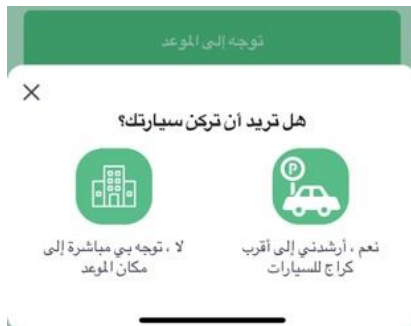 توجه إلى الموعد
هل تريد أن تركن سيارتك؟
P
نعم ، أرشدني إلى أقرب
كراج للسيارات
لا ، توجه بي مباشرة إلى
مكان الموعد